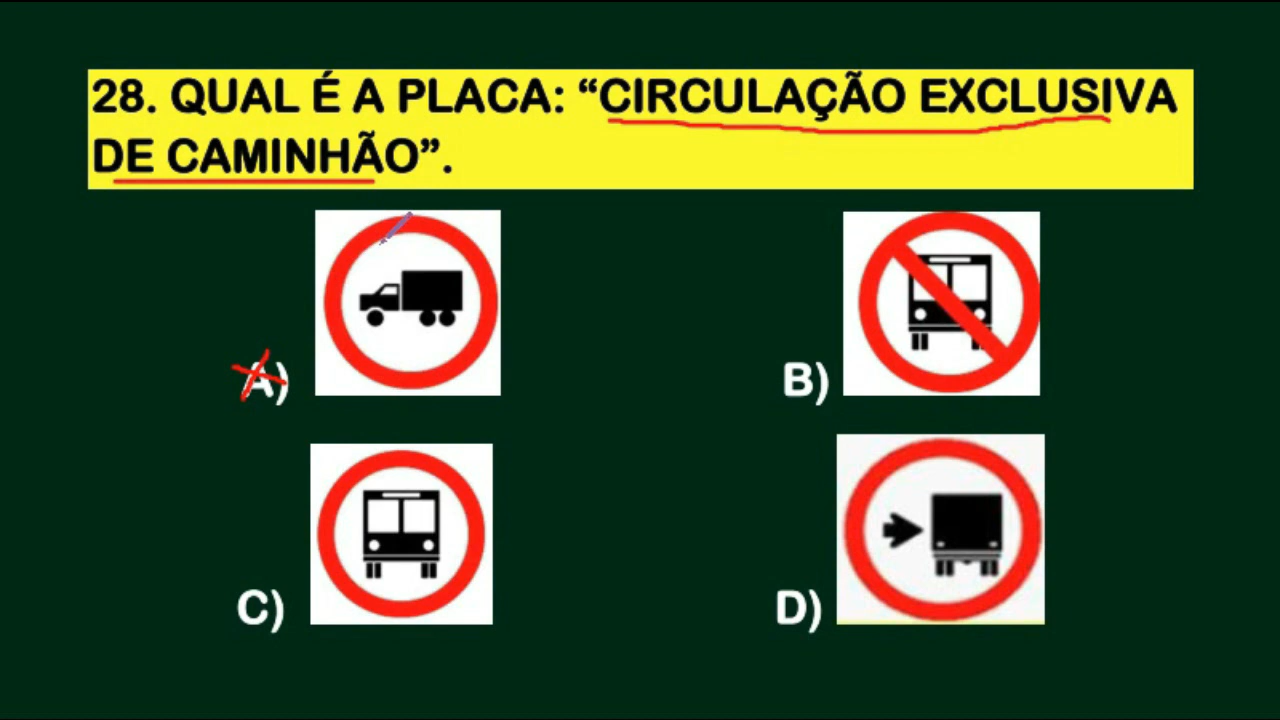 28. QUAL É A PLACA: “CIRCULAÇÃO EXCLUSIVA
DE CAMINHÃO”.
A)
B)
C)
D)